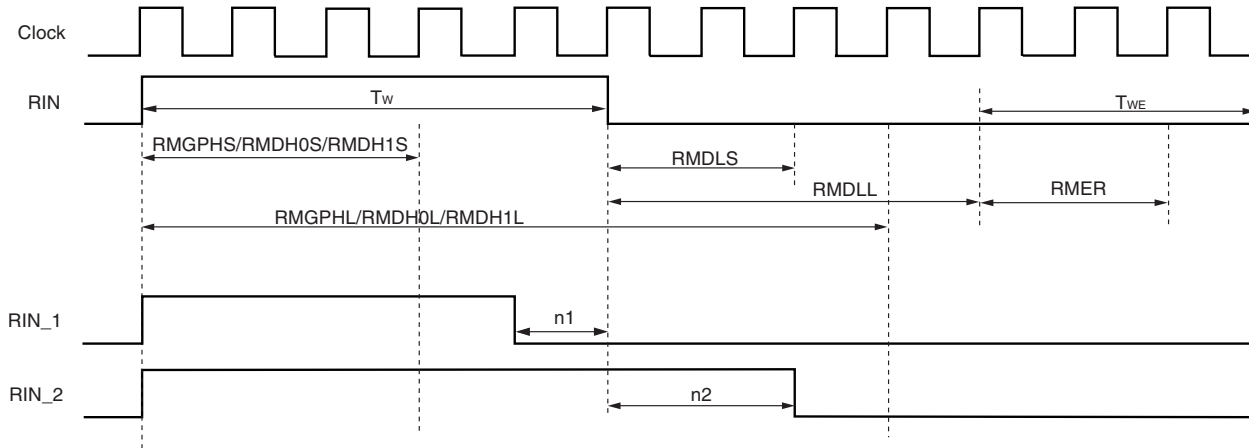 Clock
RIN
Tw
TWE
RMGPHS/RMDH0S/RMDH1S
RMDLS
RMDLL
RMER
RMGPHL/RMDH0L/RMDH1L
RIN_1
n1
RIN_2
n2